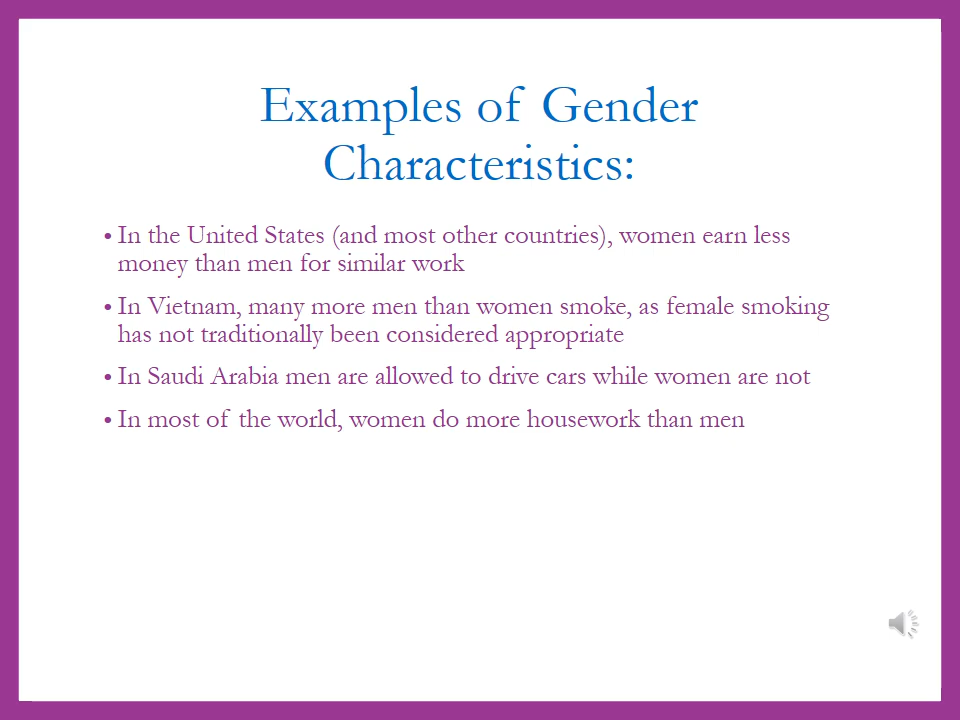 Examples of Gender
Characteristics:
• In the United States (and most other countries), women earn less
money than men for similar work
• In Vietnam, many more men than women smoke, as female smoking
has not traditionally been considered appropriate
• In Saudi Arabia men are allowed to drive cars while women are not
• In most of the world, women do more housework than men